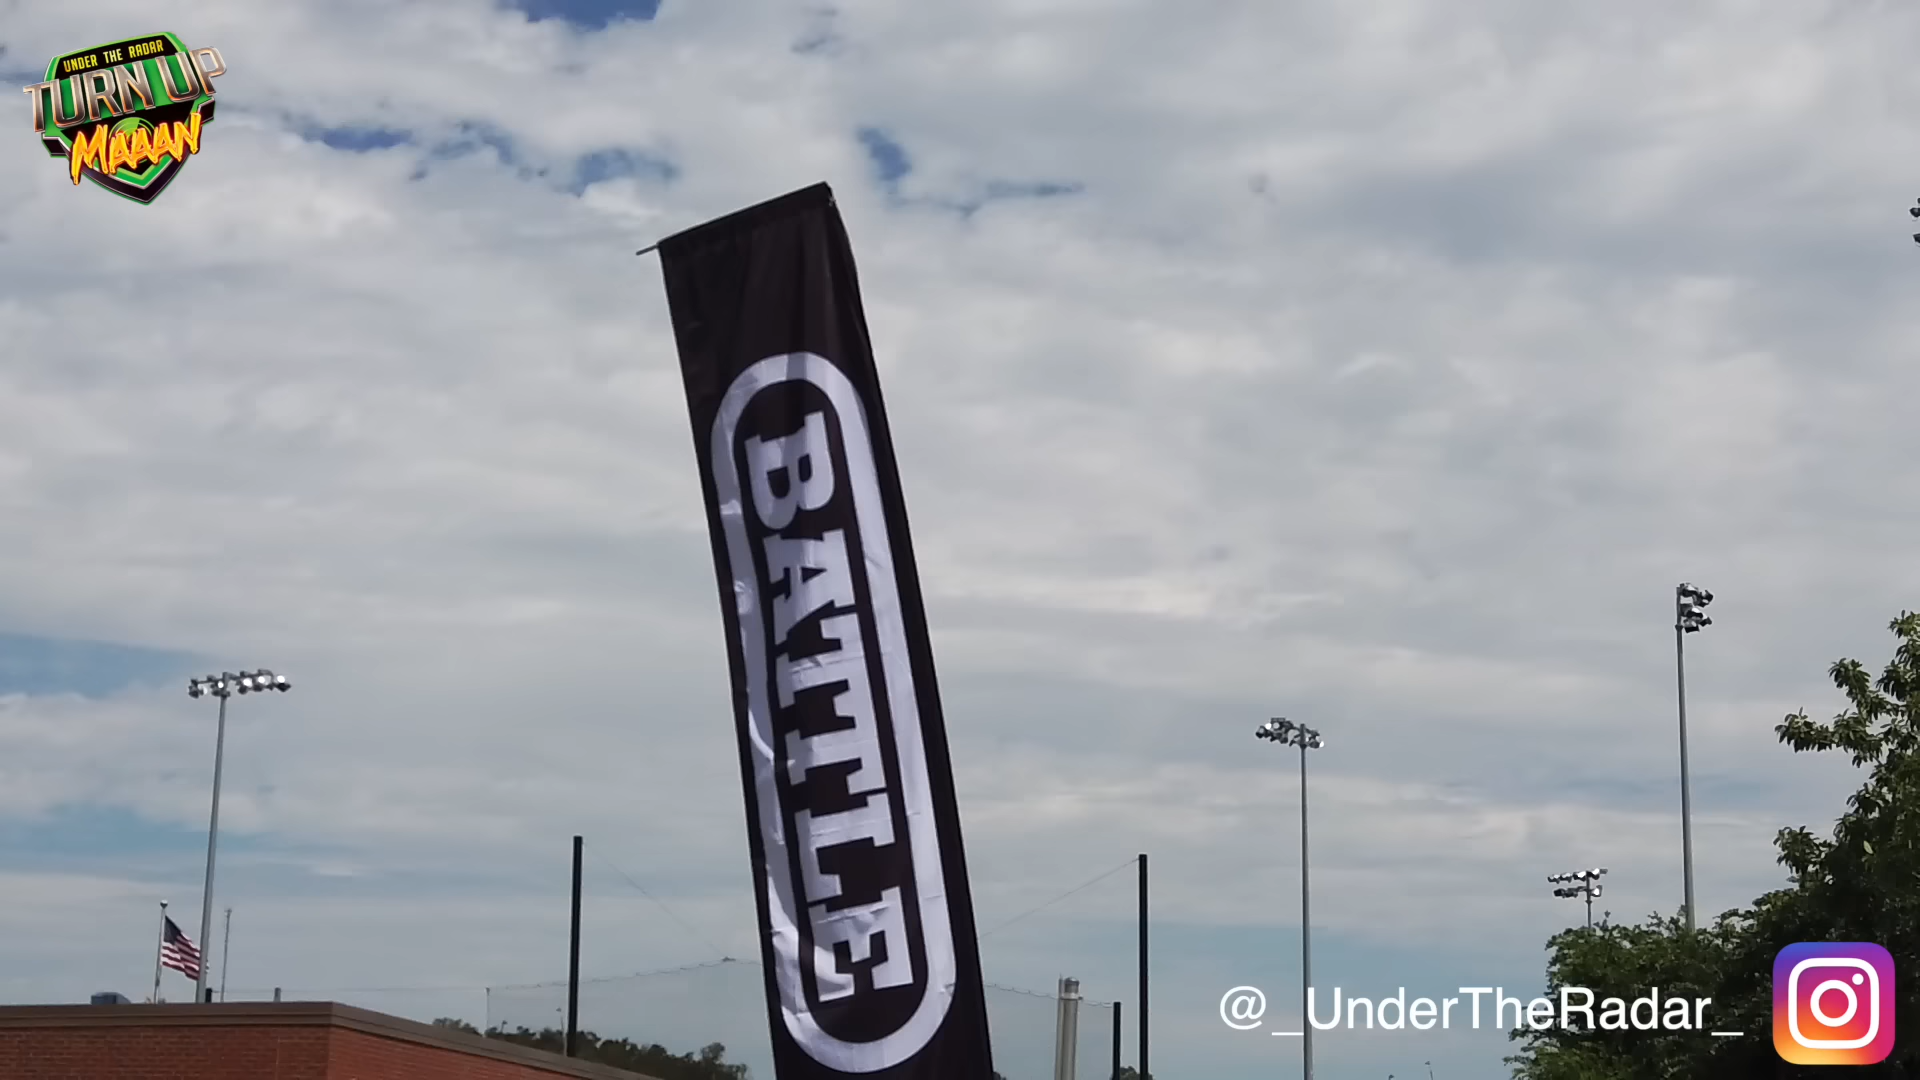 UNDER THE RADAR
TURN UP
MAAAN
BATTLE
@_UnderTheRadar_